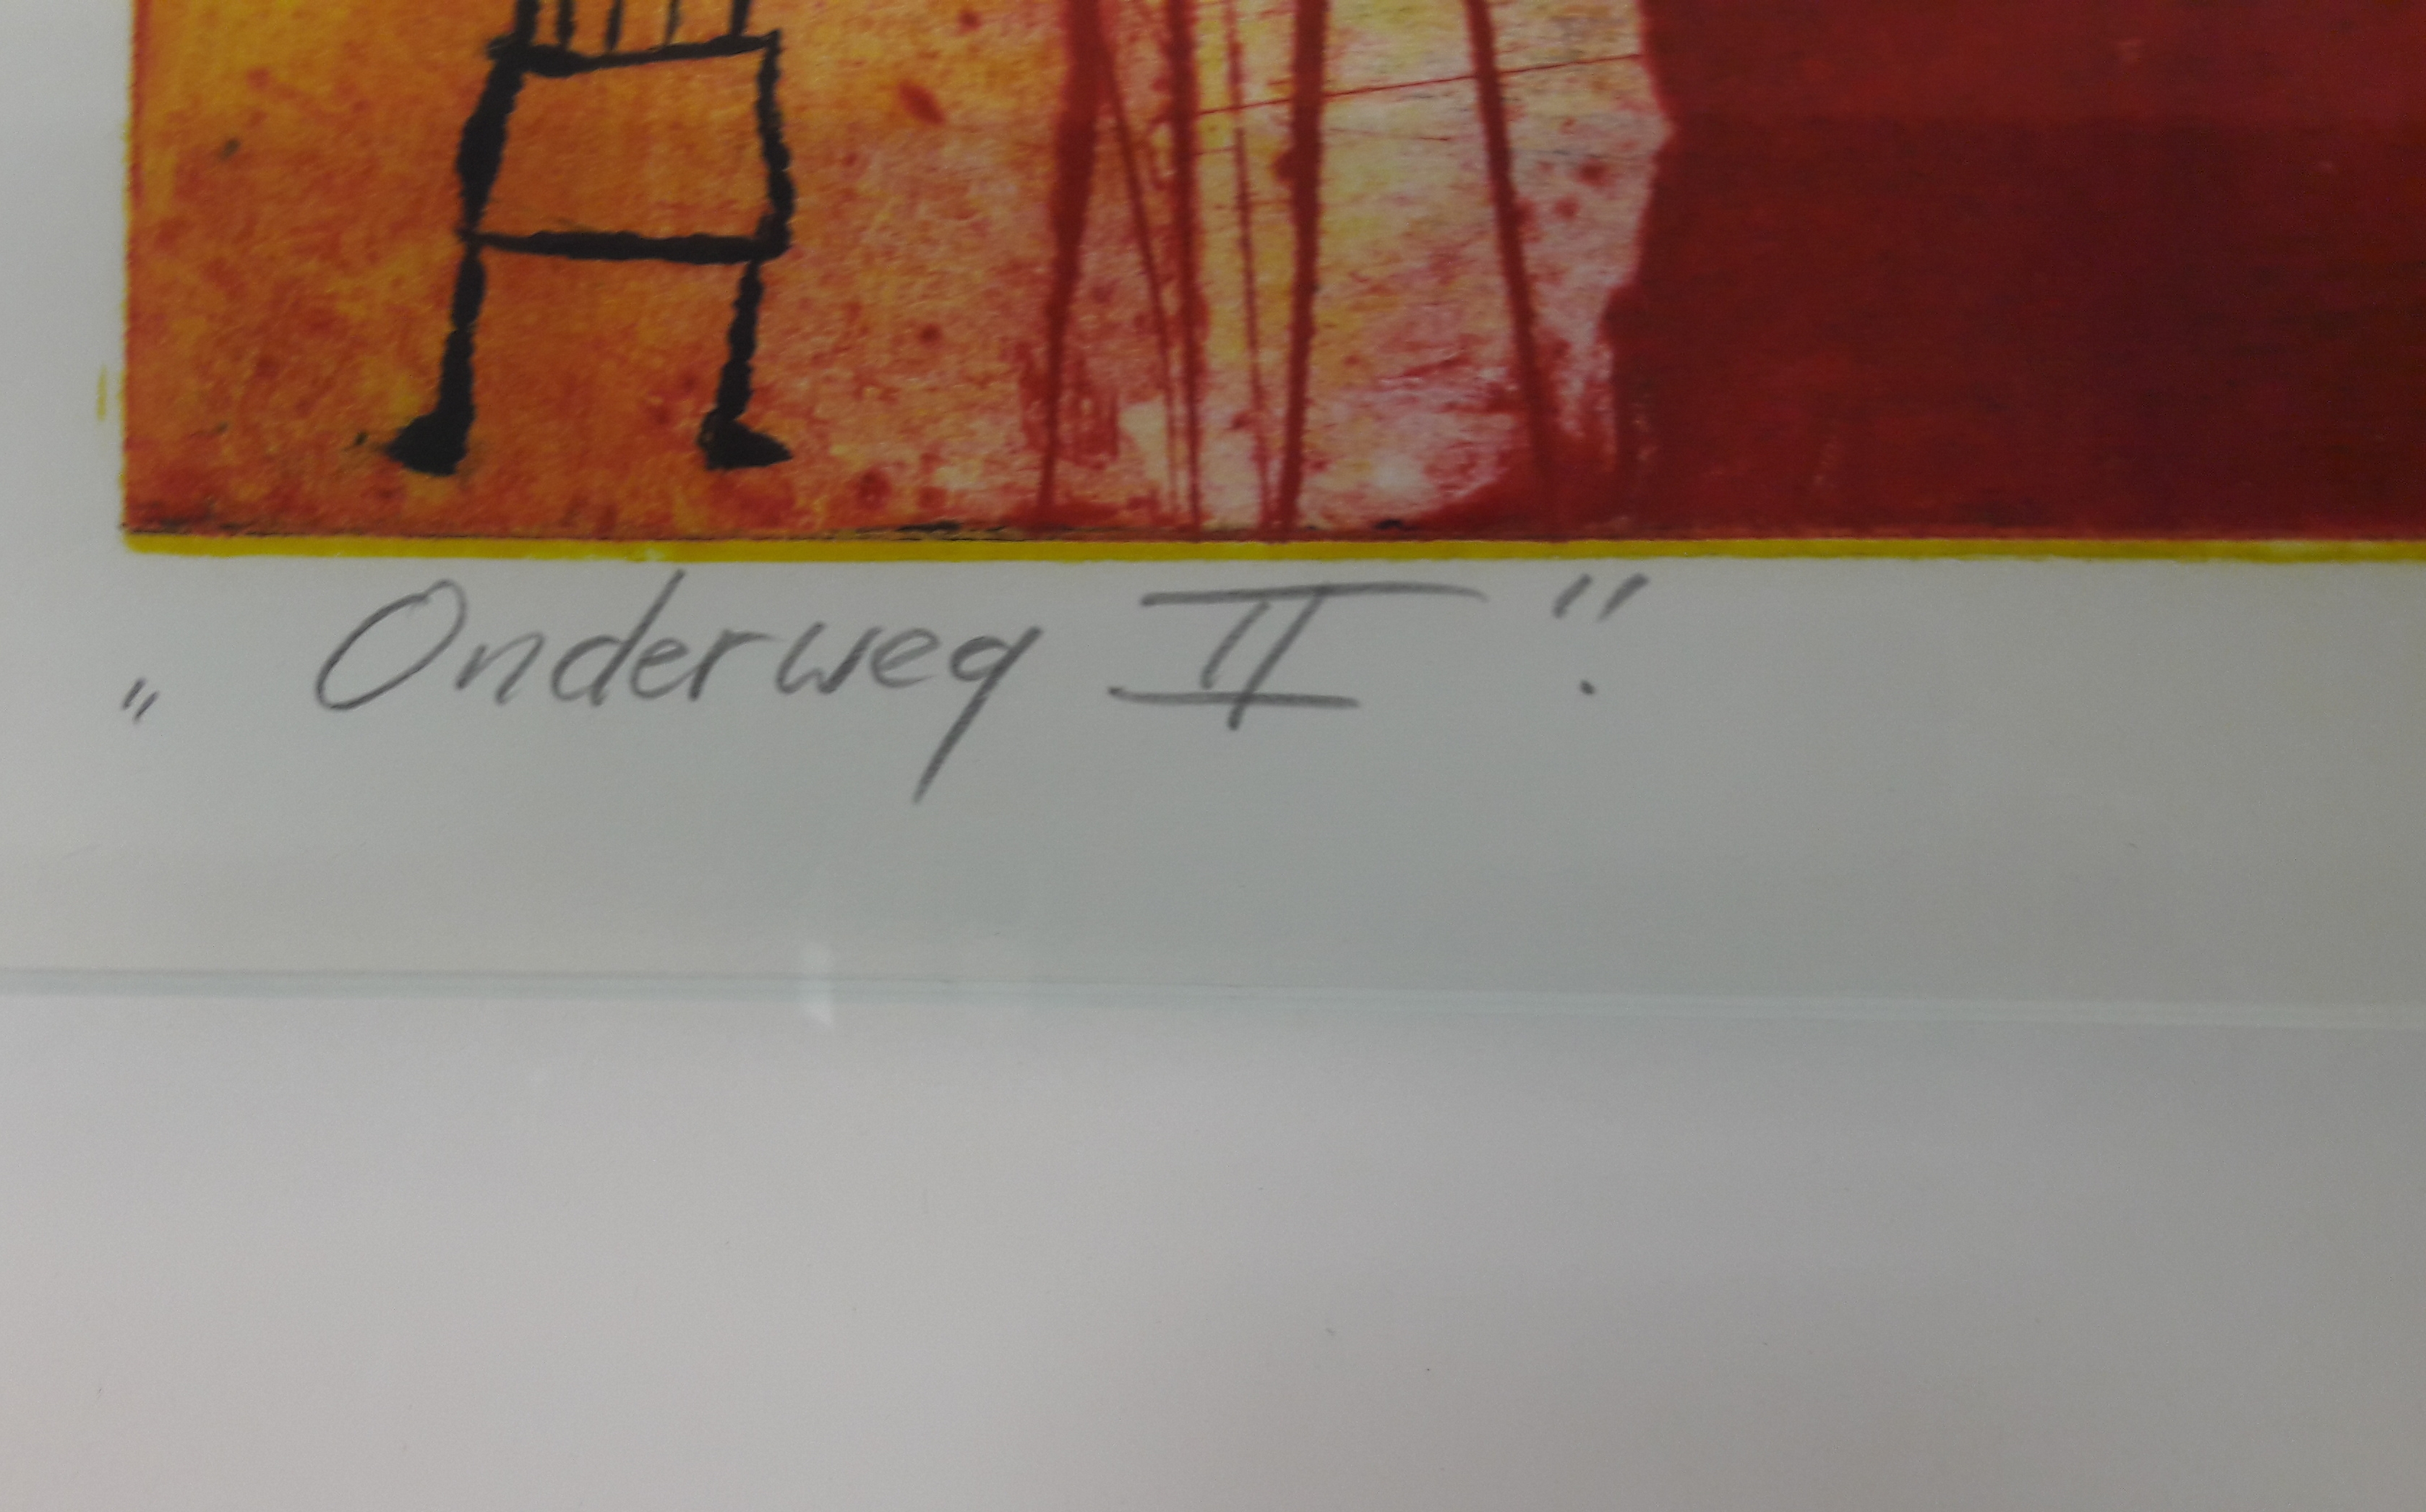 „ Onderweg II ".